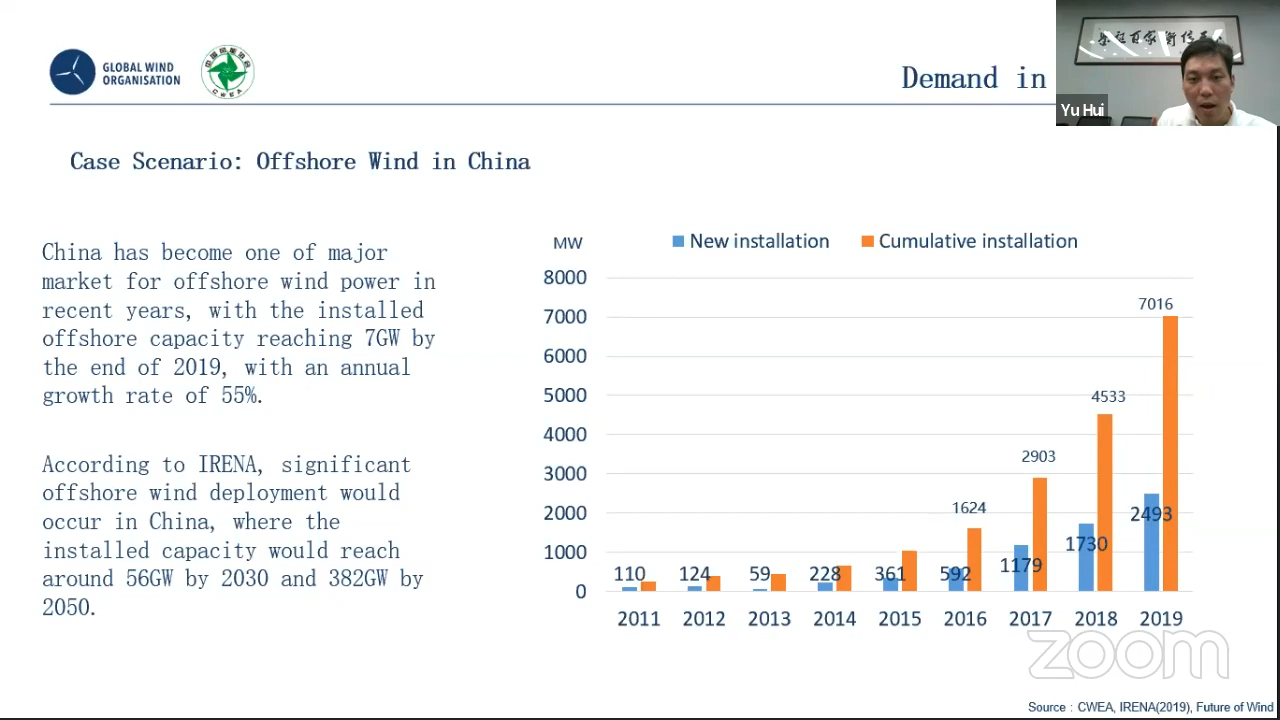 GLOBAL WIND
ORGANISATION
CWEA
Demand in
Yu Hui
Case Scenario: Offshore Wind in China
China has become one of major
market for offshore wind power in
recent years, with the installed
offshore capacity reaching 7GW by
the end of 2019, with an annual
growth rate of 55%.
According to IRENA, significant
offshore wind deployment would
occur in China, where the
installed capacity would reach
around 56GW by 2030 and 382GW by
2050.
MW
New installation
Cumulative installation
8000
7000
6000
5000
4000
3000
2000
1000
0
110
124
59
228
361
592
1624
1179
2903
1730
4533
2493
7016
2011 2012 2013 2014 2015 2016 2017 2018 2019
zoom
Source : CWEA, IRENA(2019), Future of Wind